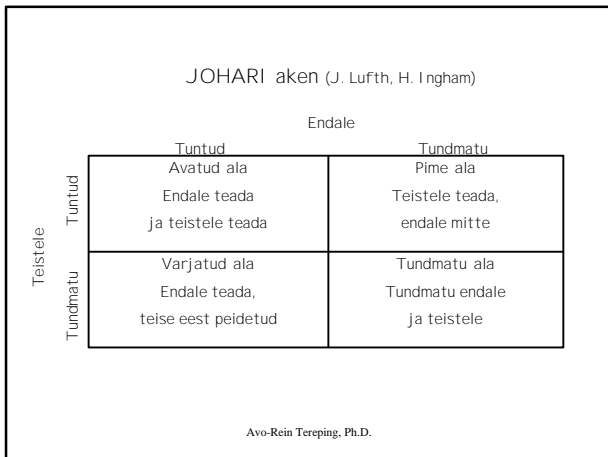 JOHARI aken (J. Lufth, H. Ingham)
Endale
Tuntud Tundmatu
Teistele
Tuntud
Avatud ala
Endale teada
ja teistele teada
Pime ala
Teistele teada,
endale mitte
Tundmatu
Varjatud ala
Endale teada,
teise eest peidetud
Tundmatu ala
Tundmatu endale
ja teistele
Avo-Rein Tereping, Ph.D.